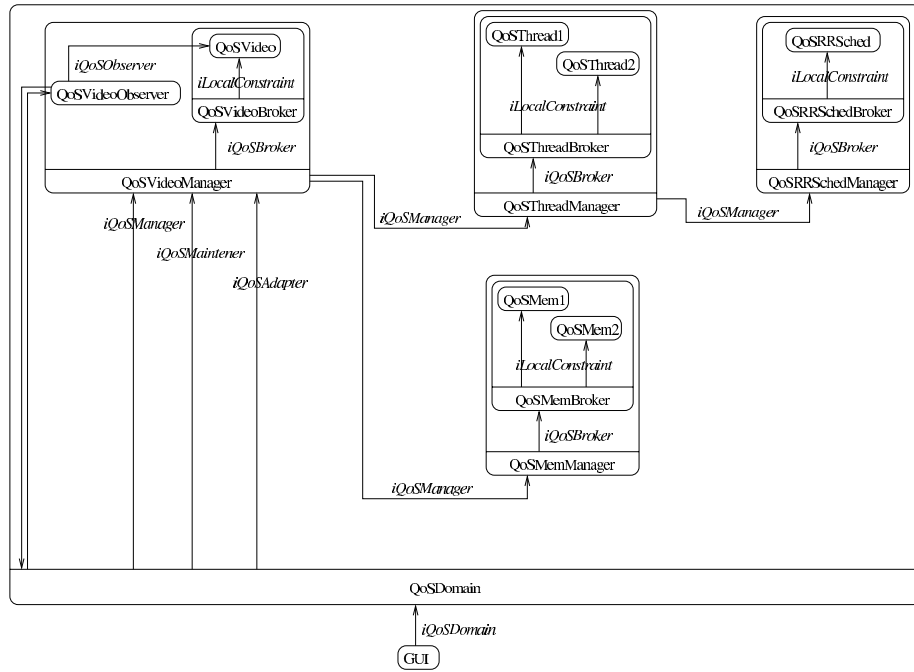 QoSVideo
iQoSObserver
iLocalConstraint
QoSVideoObserver
QoSVideoBroker
iQoSBroker
QoSVideoManager
iQoSManager
iQoSMaintener
iQoSAdapter
QoSThread1
QoSThread2
iLocalConstraint
QoSThreadBroker
iQoSBroker
QoSThreadManager
iQoSManager
iQoSManager
QoSRRSched
iLocalConstraint
QoSRRSchedBroker
iQoSBroker
QoSRRSchedManager
QoSMem1
QoSMem2
iLocalConstraint
QoSMemBroker
iQoSBroker
QoSMemManager
iQoSManager
QoSDomain
iQoSDomain
GUI